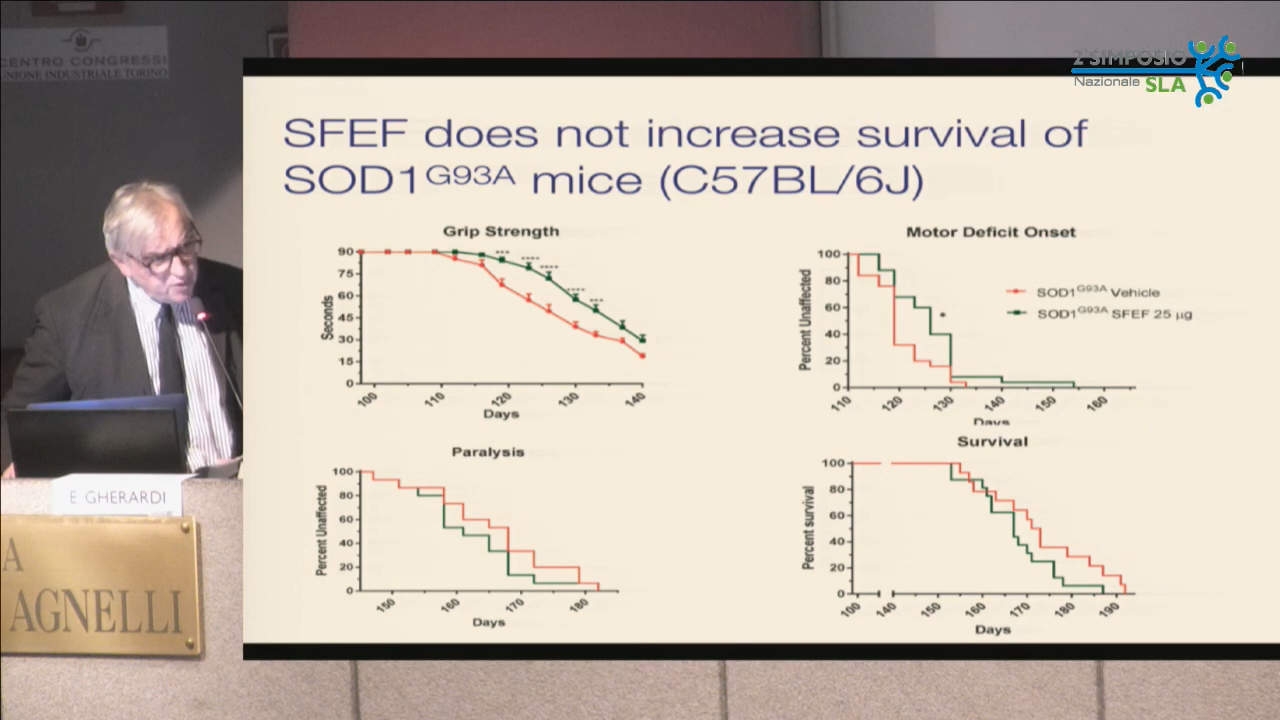 CENTRO CONGRESSI
UNIONE INDUSTRIALE TORINO
2°SIMPOSIO
Nazionale SLA
SFEF does not increase survival of
SOD1G93A mice (C57BL/6J)
Grip Strength
Seconds
90
75
60
45
30
15
0
100
110
120
130
140
Days
*** **** **** **** ***
Motor Deficit Onset
Percent Unaffected
100
80
60
40
20
0
110
120
130
140
150
160
Days
*
SOD1G93A Vehicle
SOD1G93A SFEF 25 µg
Paralysis
Percent Unaffected
100
80
60
40
20
0
150
160
170
180
Days
Survival
Percent survival
100
80
60
40
20
0
100
140
150
160
170
180
190
Days
E. GHERARDI
A
AGNELLI